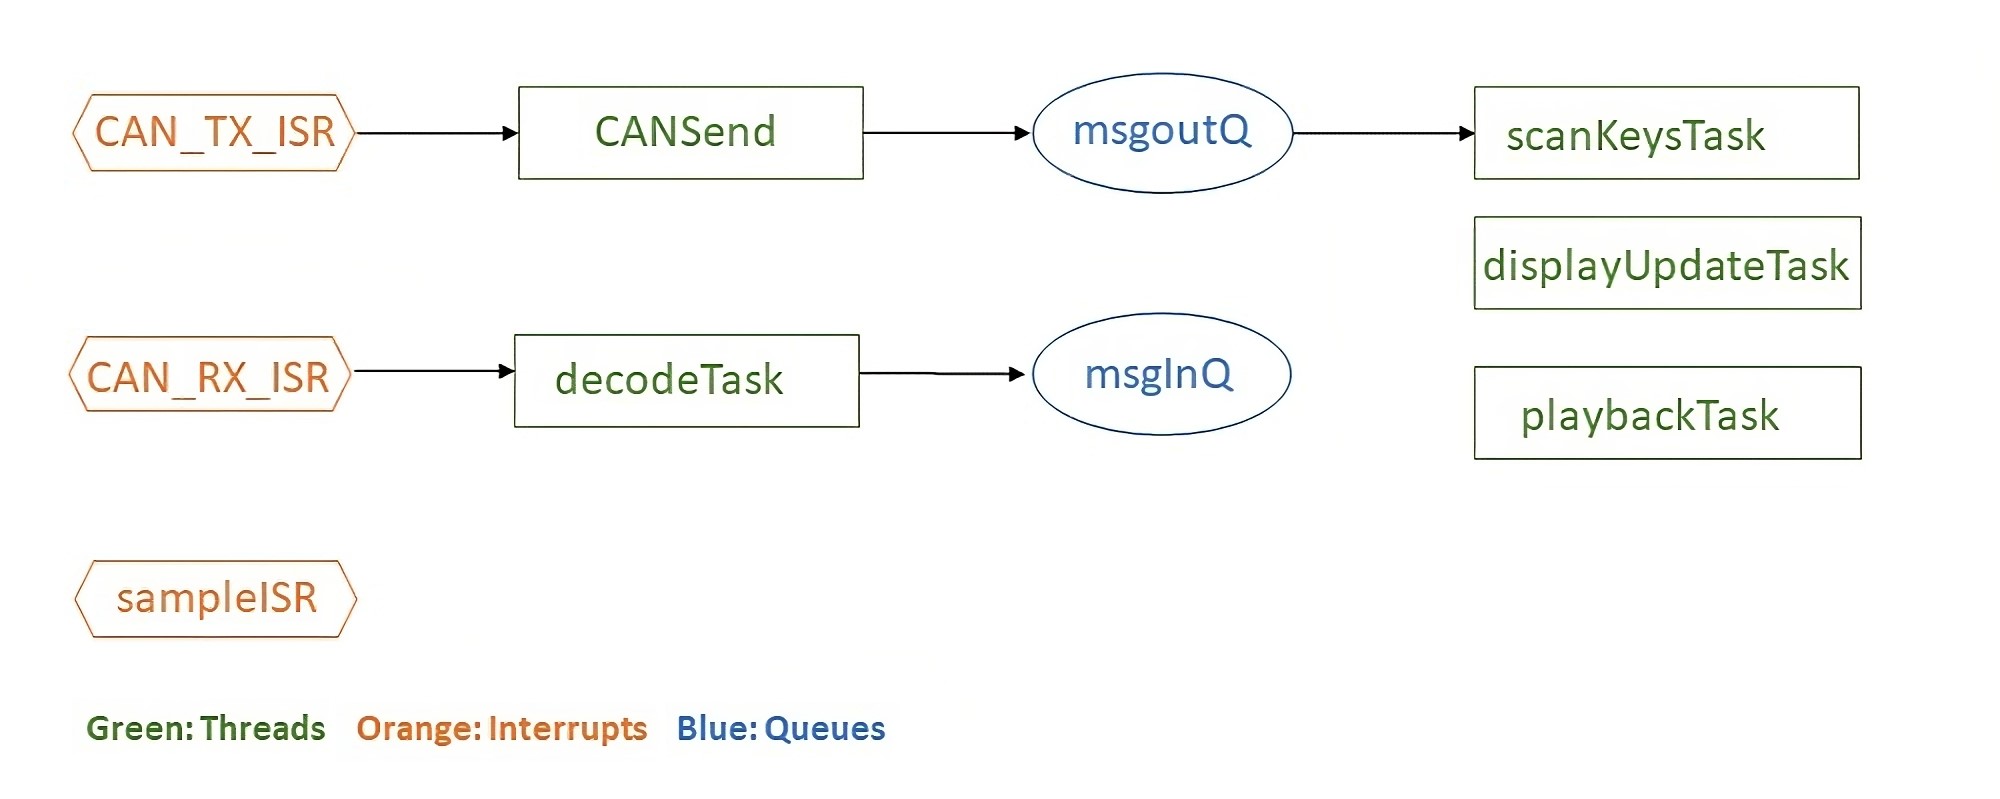 CAN_TX_ISR
CANSend
msgoutQ
scanKeysTask
displayUpdateTask
CAN_RX_ISR
decodeTask
msgInQ
playbackTask
sampleISR
Green: Threads Orange: Interrupts Blue: Queues